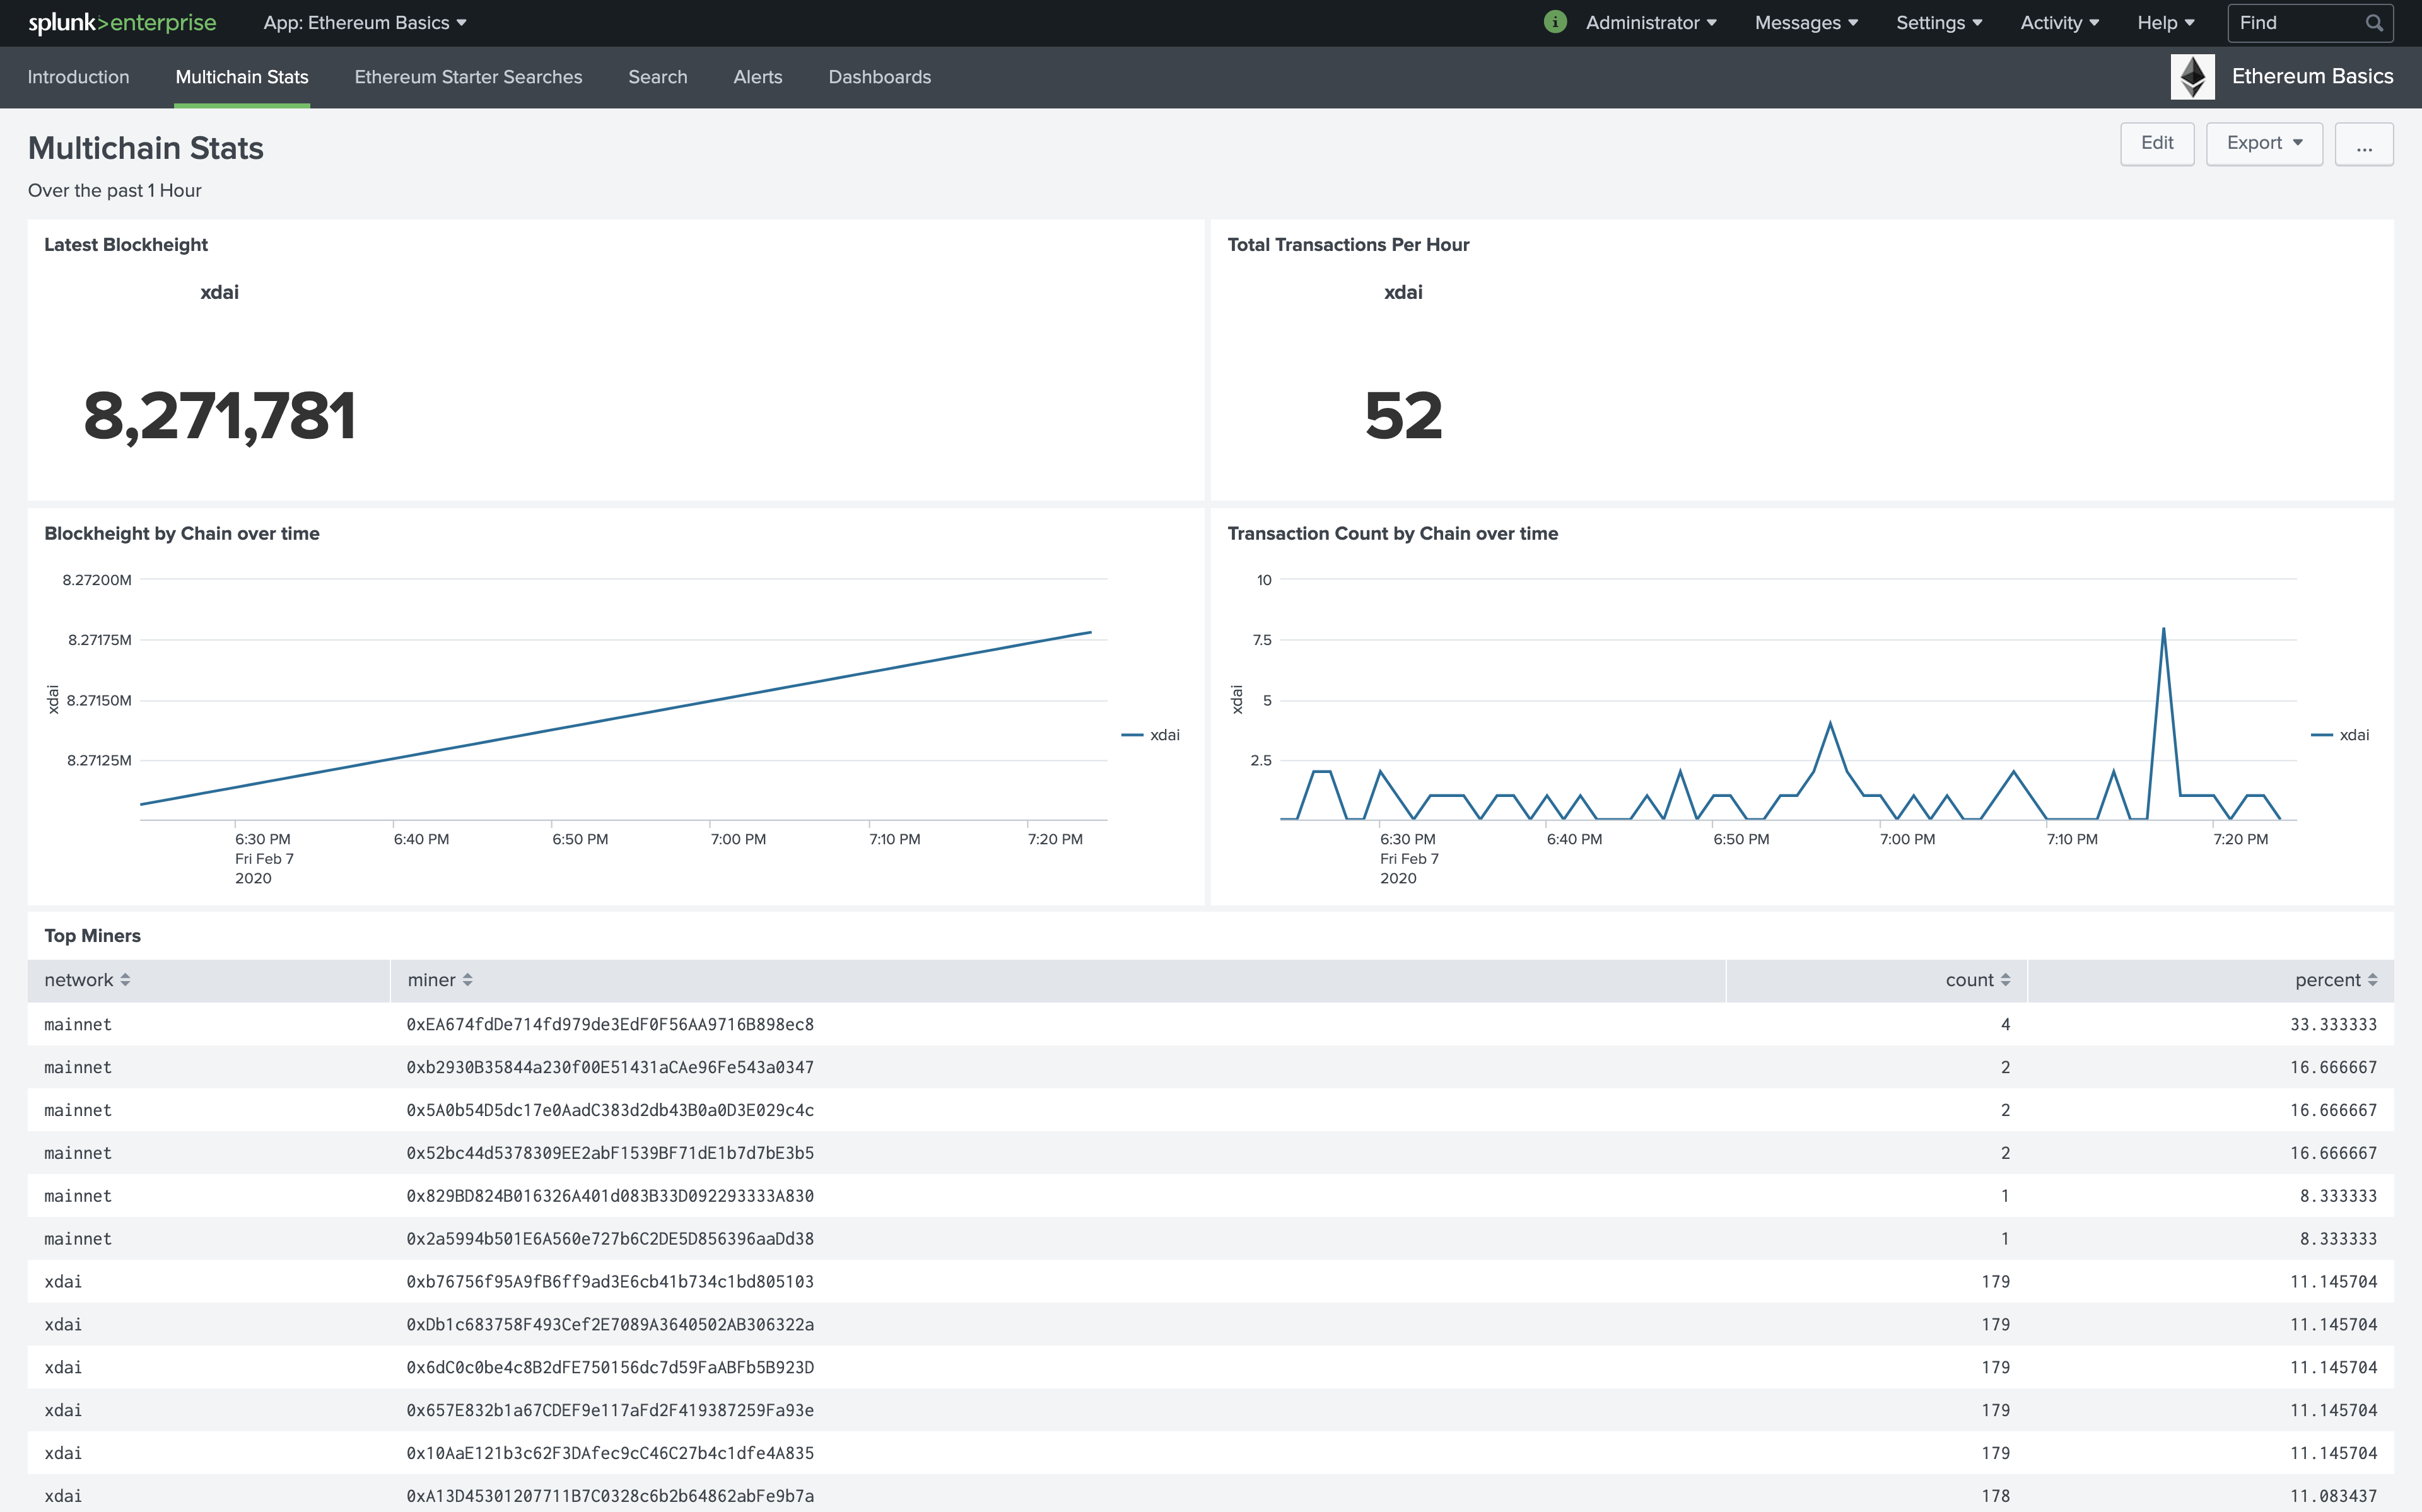 splunk>enterprise App: Ethereum Basics i Administrator Messages Settings Activity Help Find
Introduction Multichain Stats Ethereum Starter Searches Search Alerts Dashboards Ethereum Basics
Multichain Stats Edit Export ...
Over the past 1 Hour
Latest Blockheight
xdai
8,271,781
Total Transactions Per Hour
xdai
52
Blockheight by Chain over time
8.27200M
8.27175M
8.27150M
8.27125M
xdai
xdai
6:30 PM 6:40 PM 6:50 PM 7:00 PM 7:10 PM 7:20 PM
Fri Feb 7
2020
Transaction Count by Chain over time
10
7.5
5
2.5
xdai
xdai
6:30 PM 6:40 PM 6:50 PM 7:00 PM 7:10 PM 7:20 PM
Fri Feb 7
2020
Top Miners
network miner count percent
mainnet 0xEA674fdDe714fd979de3EdF0F56AA9716B898ec8 4 33.333333
mainnet 0xb2930B35844a230f00E51431aCAe96Fe543a0347 2 16.666667
mainnet 0x5A0b54D5dc17e0AadC383d2db43B0a0D3E029c4c 2 16.666667
mainnet 0x52bc44d5378309EE2abF1539BF71dE1b7d7bE3b5 2 16.666667
mainnet 0x829BD824B016326A401d083B33D092293333A830 1 8.333333
mainnet 0x2a5994b501E6A560e727b6C2DE5D856396aaDd38 1 8.333333
xdai 0xb76756f95A9fB6ff9ad3E6cb41b734c1bd805103 179 11.145704
xdai 0xDb1c683758F493Cef2E7089A3640502AB306322a 179 11.145704
xdai 0x6dC0c0be4c8B2dFE750156dc7d59FaABFb5B923D 179 11.145704
xdai 0x657E832b1a67CDEF9e117aFd2F419387259Fa93e 179 11.145704
xdai 0x10AaE121b3c62F3DAfec9cC46C27b4c1dfe4A835 179 11.145704
xdai 0xA13D45301207711B7C0328c6b2b64862abFe9b7a 178 11.083437